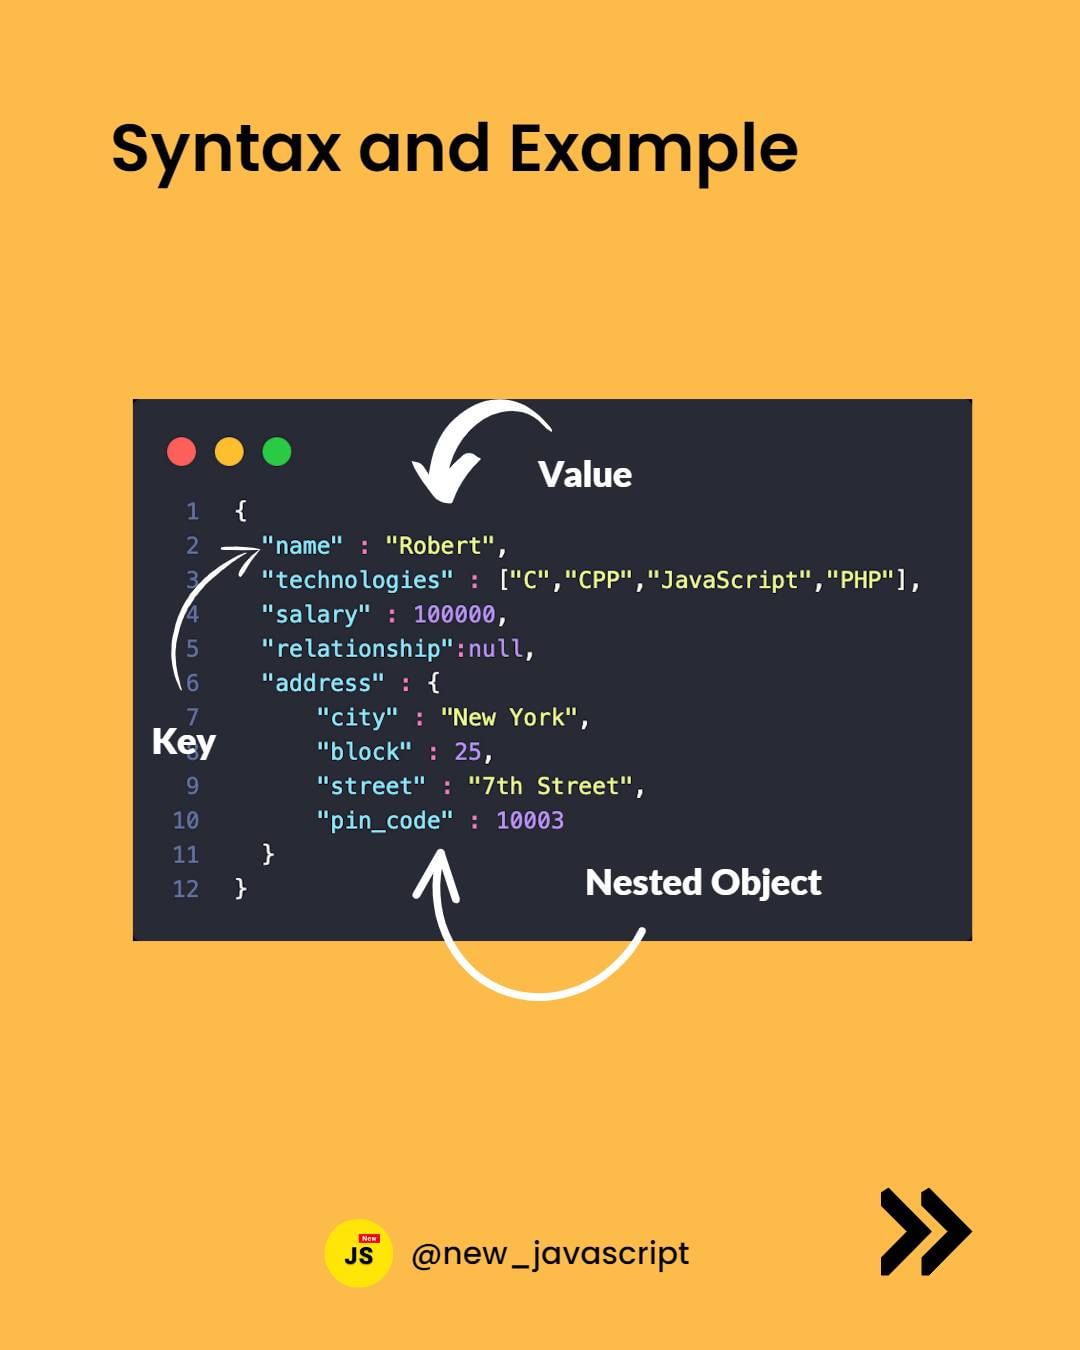 Syntax and Example
Value
1 {
2 "name" : "Robert",
3 "technologies" : ["C","CPP","JavaScript","PHP"],
4 "salary" : 100000,
5 "relationship":null,
6 "address" : {
7 "city" : "New York",
Key
8 "block" : 25,
9 "street" : "7th Street",
10 "pin_code" : 10003
11 }
Nested Object
12 }
New
JS
@new_javascript